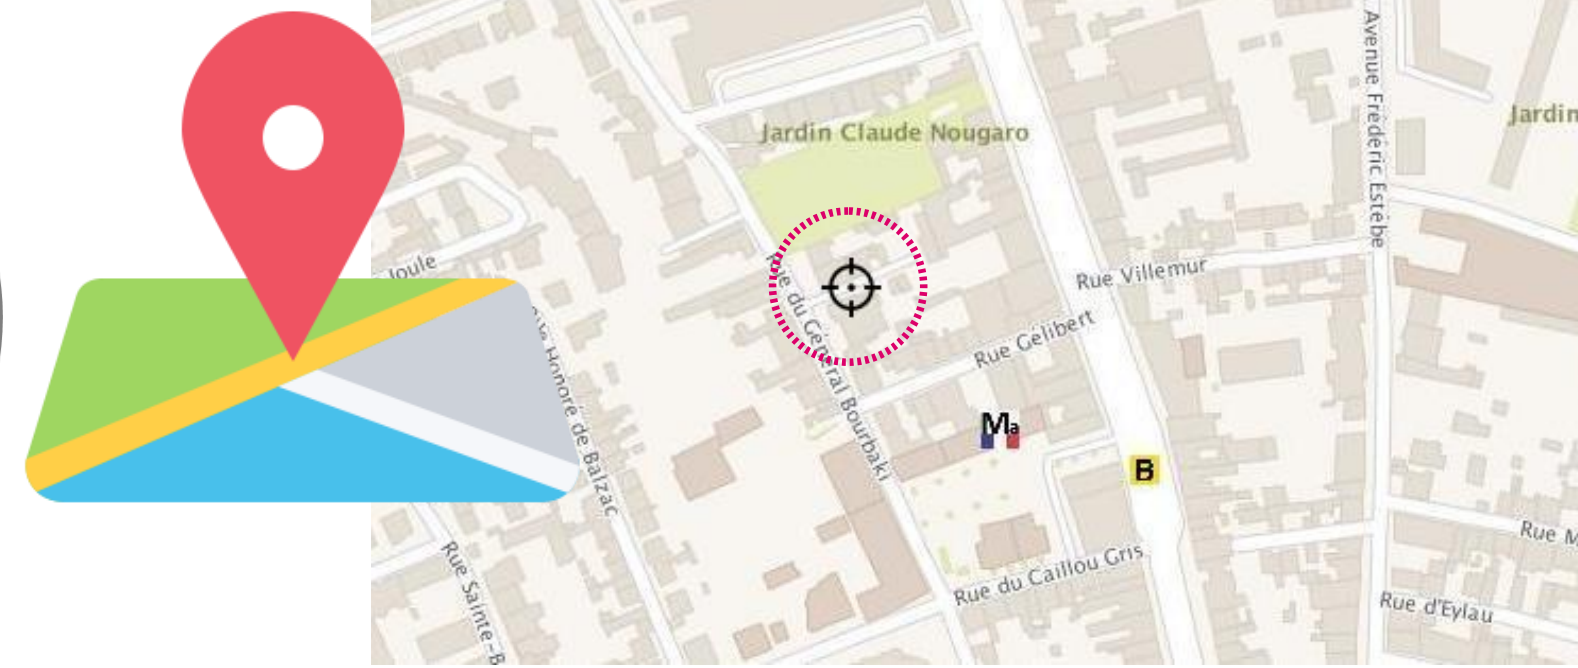 Avenue Frédéric Estèbe
Jardin Claude Nougaro
Jardin
Joule
Rue du Général Bourbaki
Rue Villemur
Rue Gélibert
Honoré de Balzac
Ma
B
Rue du Caillou Gris
Rue M
Rue Sainte-B
Rue d'Eylau